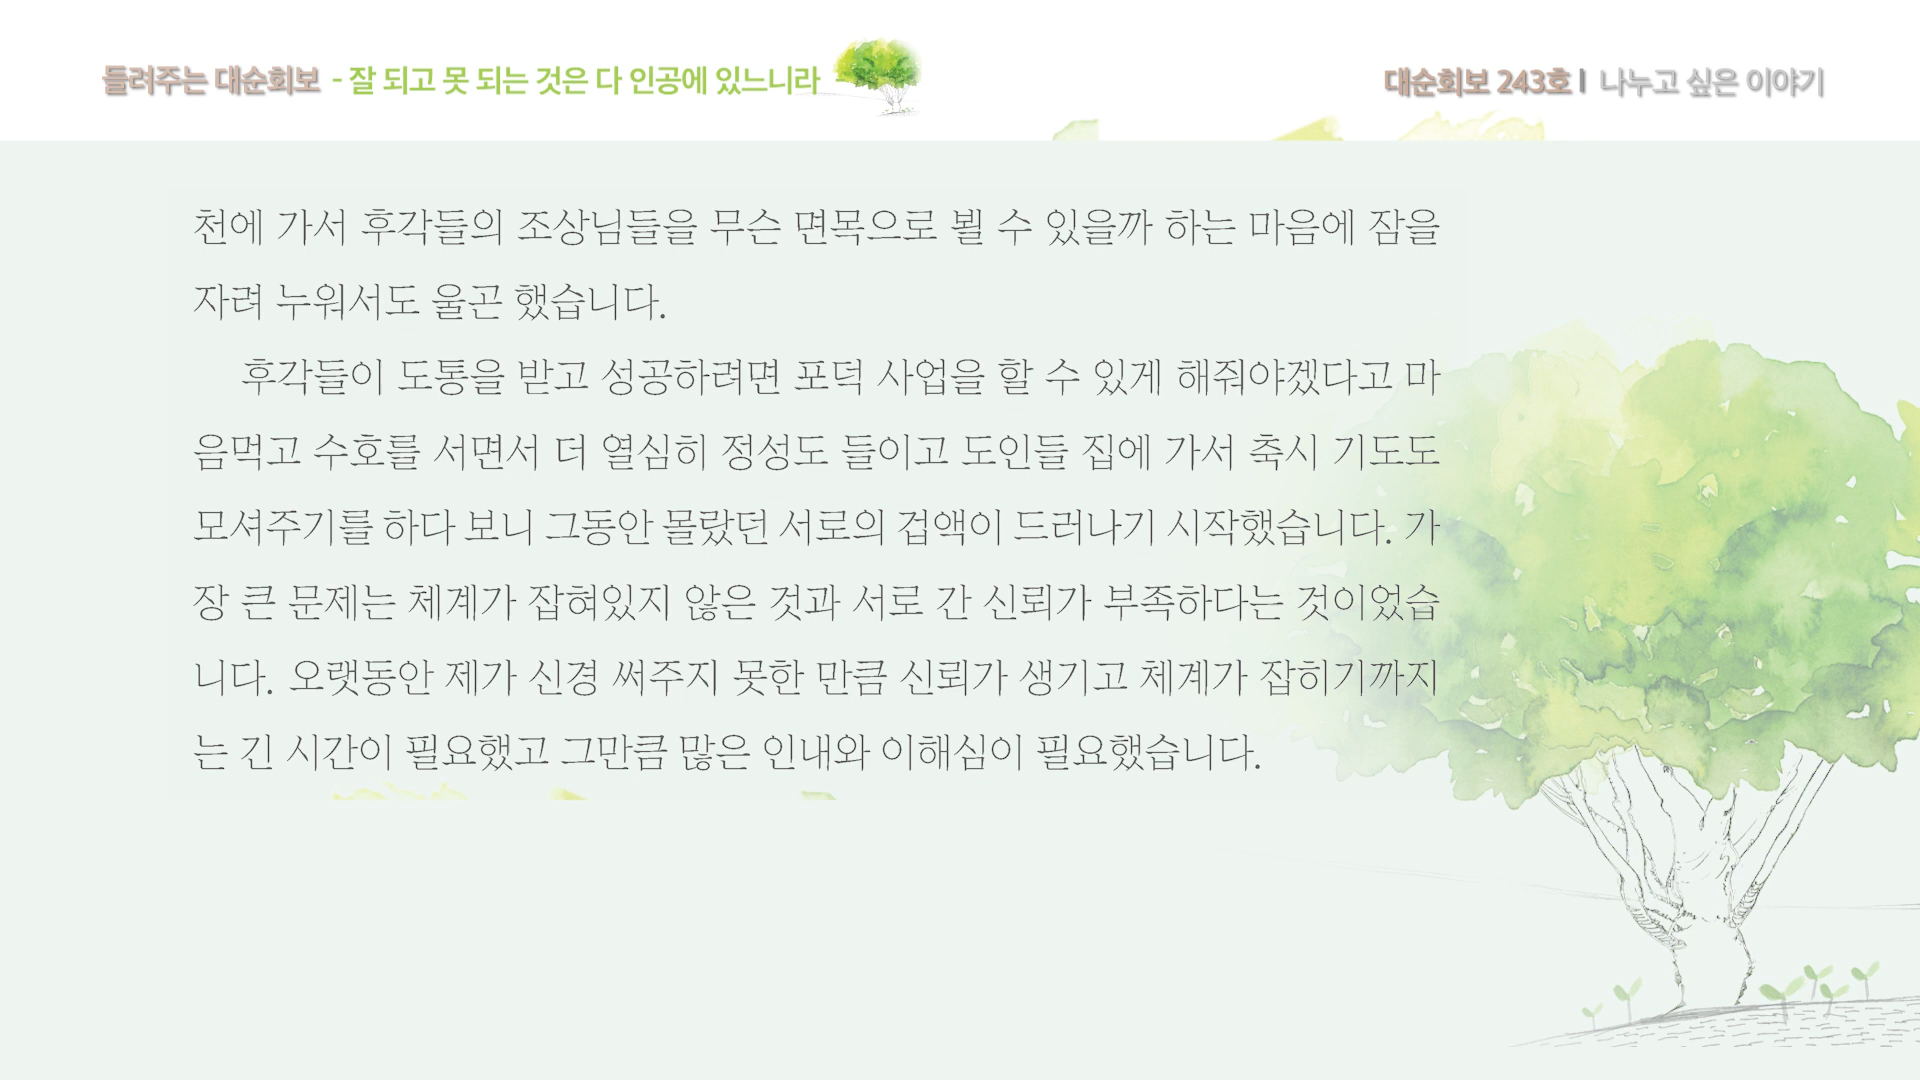 들려주는 대순회보 - 잘 되고 못 되는 것은 다 인공에 있느니라
대순회보 243호 | 나누고 싶은 이야기
천에 가서 후각들의 조상님들을 무슨 면목으로 뵐 수 있을까 하는 마음에 잠을
자려 누워서도 울곤 했습니다.
후각들이 도통을 받고 성공하려면 포덕 사업을 할 수 있게 해줘야겠다고 마
음먹고 수호를 서면서 더 열심히 정성도 들이고 도인들 집에 가서 축시 기도도
모셔주기를 하다 보니 그동안 몰랐던 서로의 겁액이 드러나기 시작했습니다. 가
장 큰 문제는 체계가 잡혀있지 않은 것과 서로 간 신뢰가 부족하다는 것이었습
니다. 오랫동안 제가 신경 써주지 못한 만큼 신뢰가 생기고 체계가 잡히기까지
는 긴 시간이 필요했고 그만큼 많은 인내와 이해심이 필요했습니다.